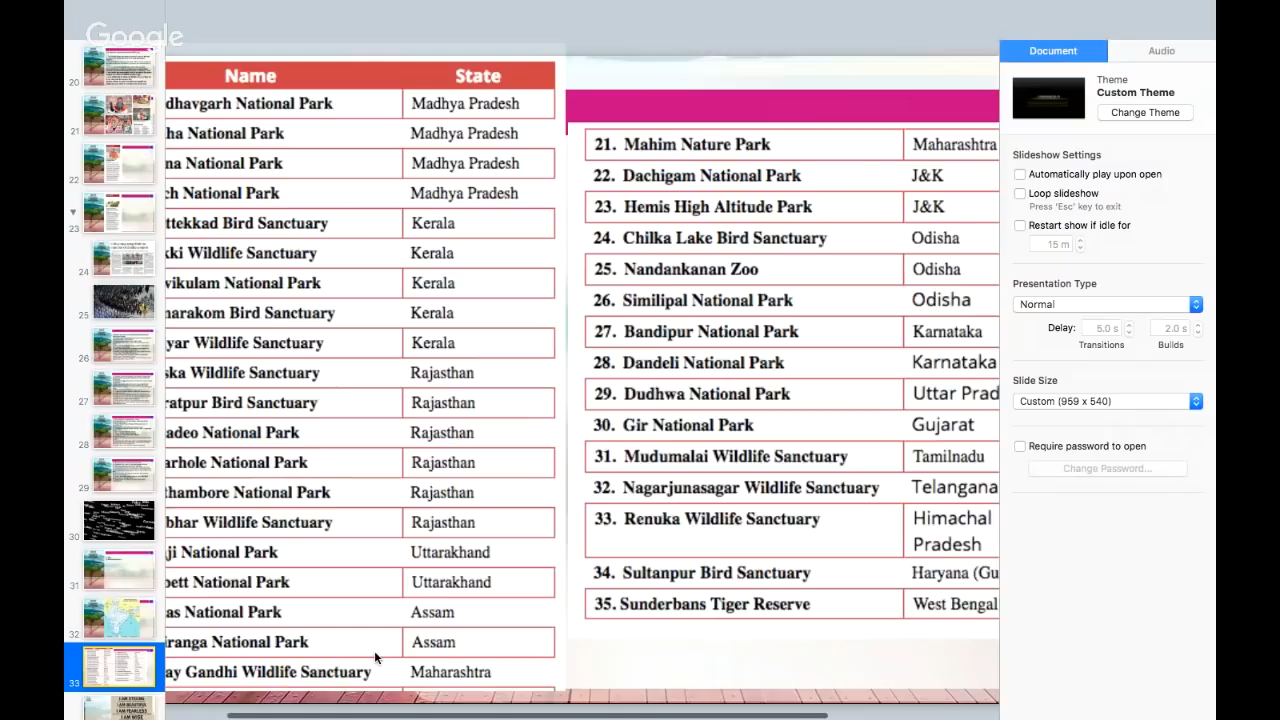 Google
Name State
dhavgarh National Park Madhya Pradesh
ha National Park Madhya Pradesh
na National Park Madhya Pradesh
ch National Park Madhya Pradesh
ttekkad Bird Sanctuary Kerala
kki Wildlife Sanctuary Kerala
vikulam National Park Kerala
narakom Bird Sanctuary Kerala
yar Wildlife Sanctuary Kerala
ska Wildlife Sanctuary Rajasthan
ratpur Bird Sanctuary Rajasthan
adeo National Park Rajasthan
arhole National Park Rajasthan
thambore National Park Rajasthan
bhar Wildlife Sanctuary Rajasthan
ji National Park Uttarakhand
bett National Park Uttarakhand
as National Park Assam
iranga National Park Assam
ay Gandhi Wildlife Sanctuary Maharashtra
21. Mahim Nature Park Maharashtra
22. Dachigam National Park J&K
23. Hemis High Altitude Park J&K
24. Chilka Lake Bird Sanctuary Odisha
25. Nandankanan Zoo Odisha
26. Similipal National Park Odisha
27. Bandipur National Park Karnataka
28. Dandeli National Park Karnataka
29. Dudhwa National Park Uttar Prad
30. Gir National Park Gujarat
31. Mudumalai Wildlife Sanctuary Tamilnadu
32. Nagarjunasagar Wildlife Sanctuary Telangana
33. Renuka Wildlife Sanctuary Himachal
Pradesh
34. Sultanpur Bird Sanctuary Haryana (Gu
35. Sunderbans Tiger Reserve West Bengal
20
21
22
23
24
25
26
27
28
29
30
31
32
33
I AM STRONG
I AM BEAUTIFUL
I AM FEARLESS
I AM WISE
Document Audio
Theme
Custom Theme
Change Theme
Slideshow Settings
Automatically play upon open
Loop slideshow
Press 'Esc' key to exit
Restart show if idle for
15 m
Presentation Type
Normal
Delay: 5.0 s 2.0 s
Transitions Builds
Slide Size
Custom (959 x 540)
Require password to open
Change Password...